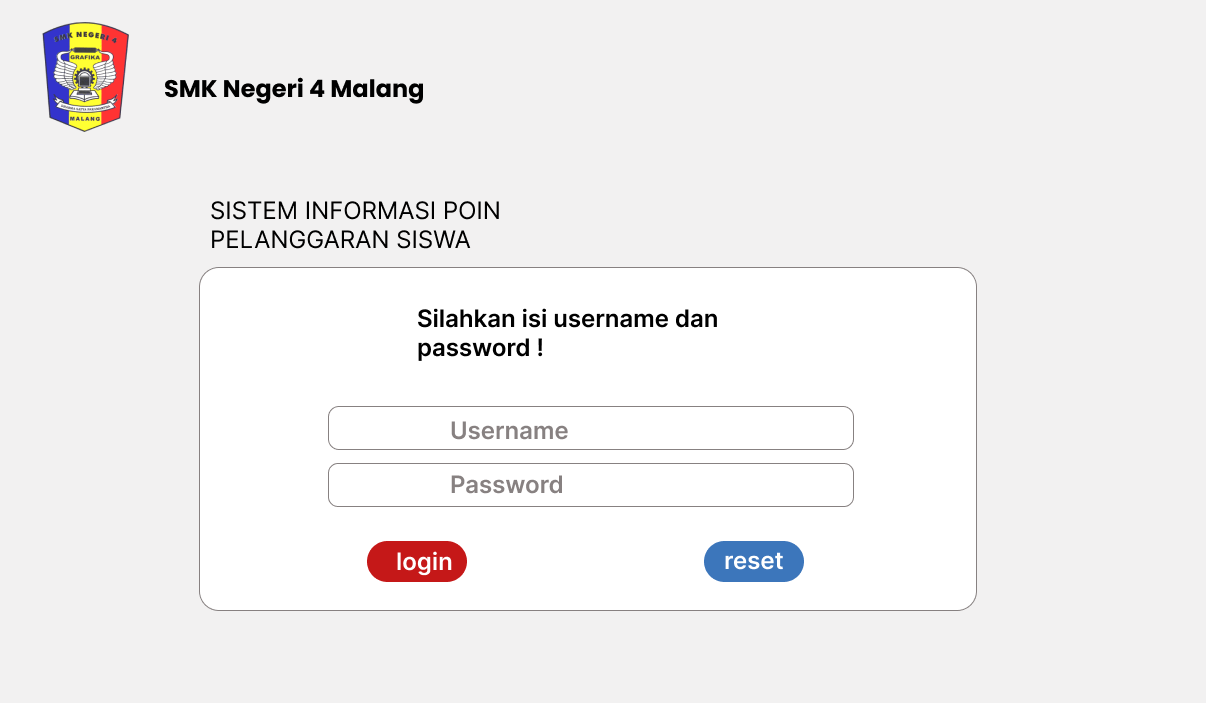 SMK NEGERI 4
GRAFIKA
MALANG
SMK Negeri 4 Malang
SISTEM INFORMASI POIN
PELANGGARAN SISWA
Silahkan isi username dan
password !
Username
Password
login
reset